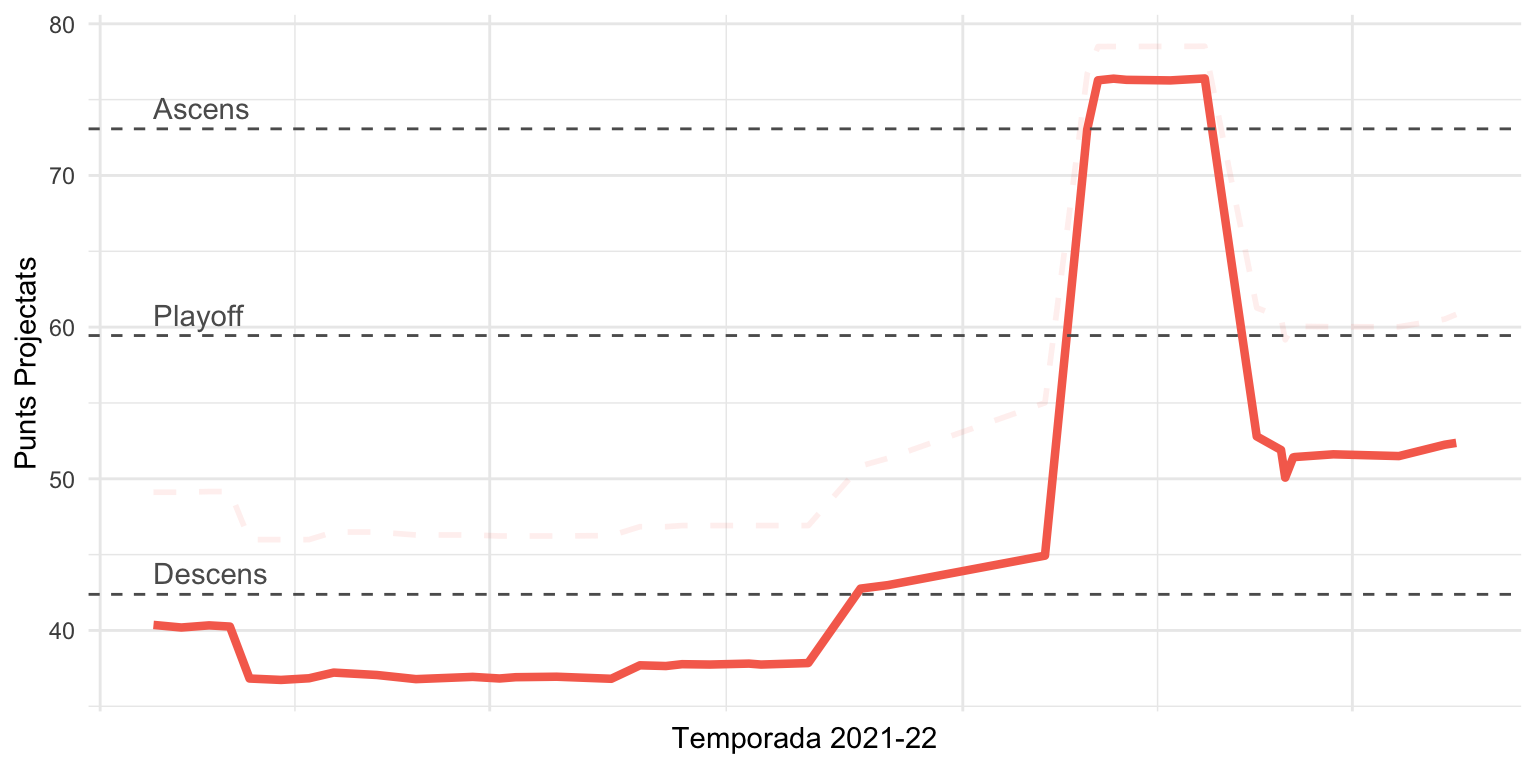 80
Ascens
70
Playoff
60
Punts Projectats
50
Descens
40
Temporada 2021-22